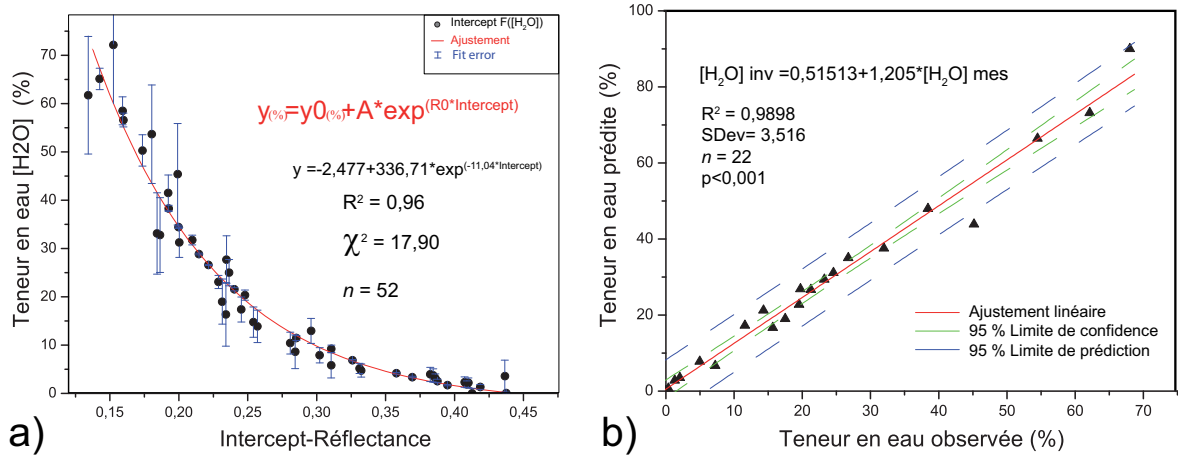 Intercept F([H₂O])
Ajustement
Fit error
y(%)=y0(%)+A*exp(R0*Intercept)
y =-2,477+336,71*exp(-11,04*Intercept)
R² = 0,96
χ² = 17,90
n = 52
Teneur en eau [H2O] (%)
70
60
50
40
30
20
10
0
0,15
0,20
0,25
0,30
0,35
0,40
0,45
Intercept-Réflectance
a)
[H₂O] inv =0,51513+1,205*[H₂O] mes
R² = 0,9898
SDev= 3,516
n = 22
p<0,001
Ajustement linéaire
95 % Limite de confidence
95 % Limite de prédiction
Teneur en eau prédite (%)
100
80
60
40
20
0
0
10
20
30
40
50
60
70
80
Teneur en eau observée (%)
b)